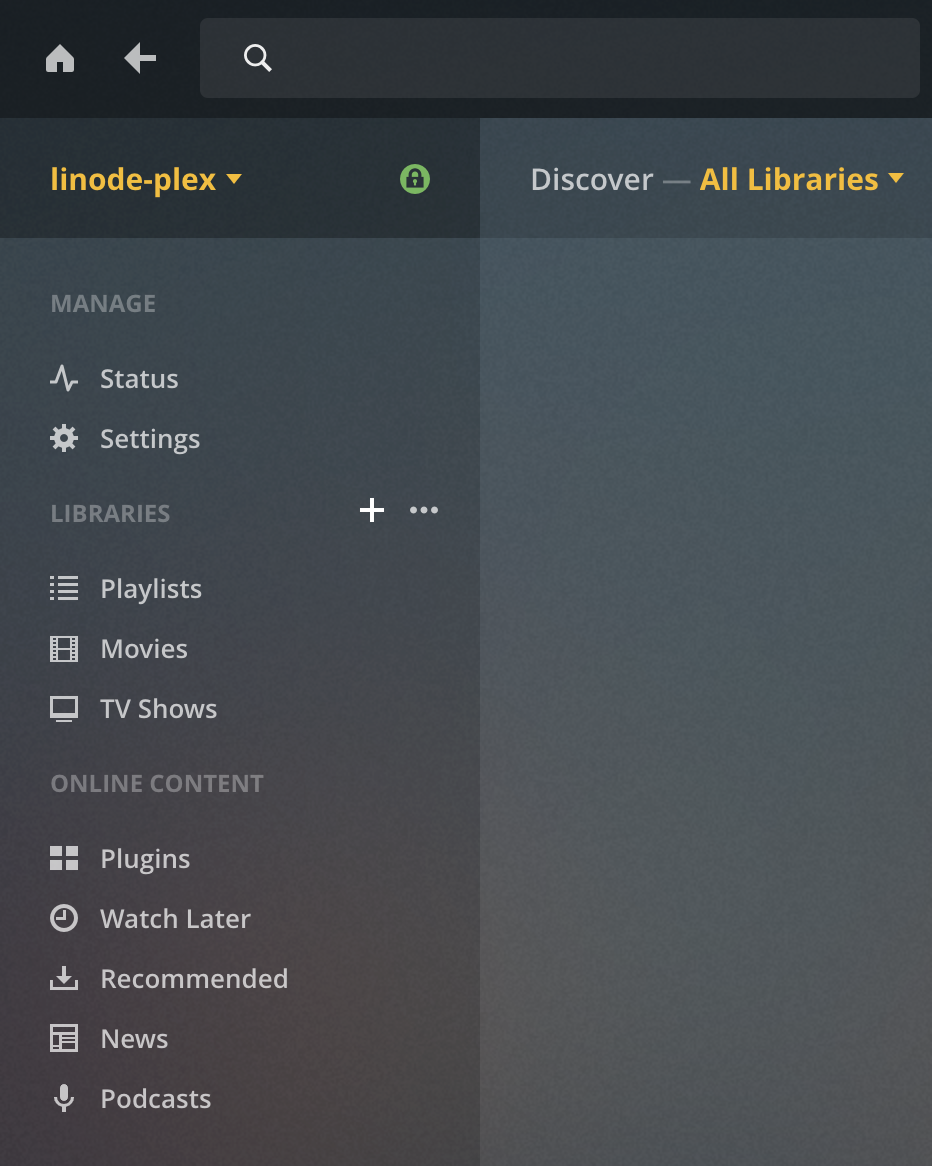 linode-plex
Discover — All Libraries
MANAGE
Status
Settings
LIBRARIES
Playlists
Movies
TV Shows
ONLINE CONTENT
Plugins
Watch Later
Recommended
News
Podcasts